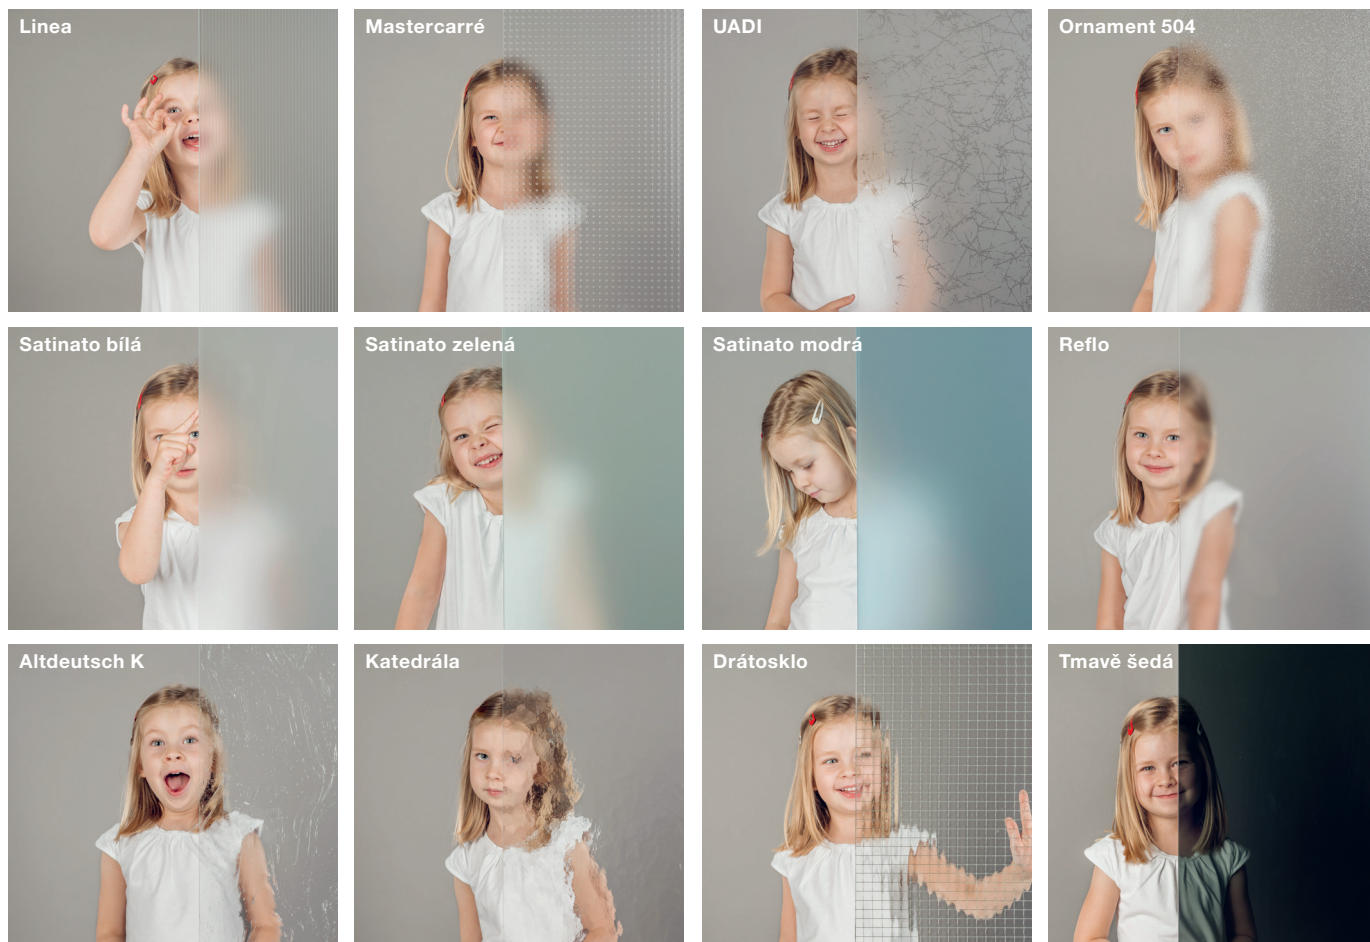 Linea
Mastercarré
UADI
Ornament 504
Satinato bílá
Satinato zelená
Satinato modrá
Reflo
Altdeutsch K
Katedrála
Drátosklo
Tmavě šedá